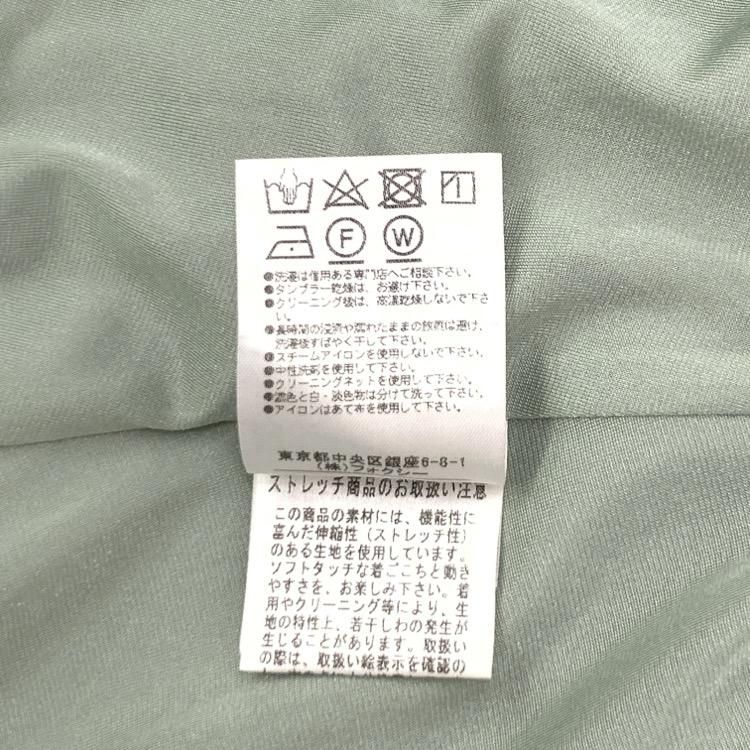 F W
●洗濯は信用ある専門店へご相談下さい。
●タンブラー乾燥は、お避け下さい。
●クリーニング後は、高温乾燥しないで下さ
い。
●長時間の浸漬や濡れたままの放置は避け、
洗濯後すばやく干して下さい。
●スチームアイロンを使用しないで下さい。
●中性洗剤を使用して下さい。
●クリーニングネットを使用して下さい。
●濃色と白・淡色物は分けて洗って下さい。
●アイロンはあて布を使用して下さい。
東京都中央区銀座6-8-1
(株)フォクシー
ストレッチ商品のお取扱い注意
この商品の素材には、機能性に
富んだ伸縮性（ストレッチ性）
のある生地を使用しています。
ソフトタッチな着ごこちと動き
やすさを、お楽しみ下さい。着
用やクリーニング等により、生
地の特性上、若干しわの発生が
生じることがあります。取扱い
の際は、取扱い絵表示を確認の